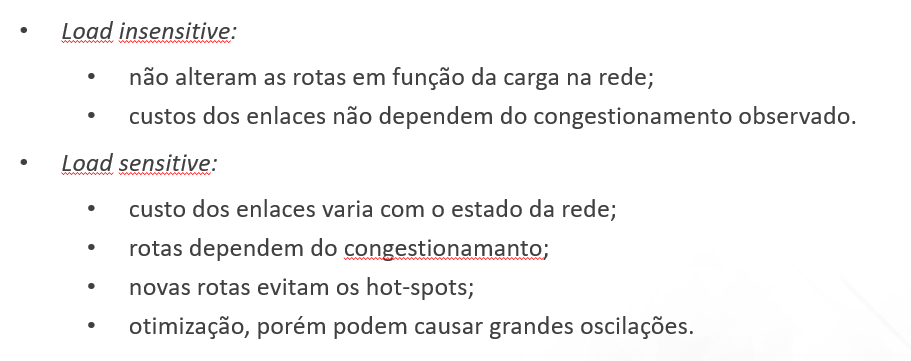 • Load insensitive:
• não alteram as rotas em função da carga na rede;
• custos dos enlaces não dependem do congestionamento observado.
• Load sensitive:
• custo dos enlaces varia com o estado da rede;
• rotas dependem do congestionamanto;
• novas rotas evitam os hot-spots;
• otimização, porém podem causar grandes oscilações.